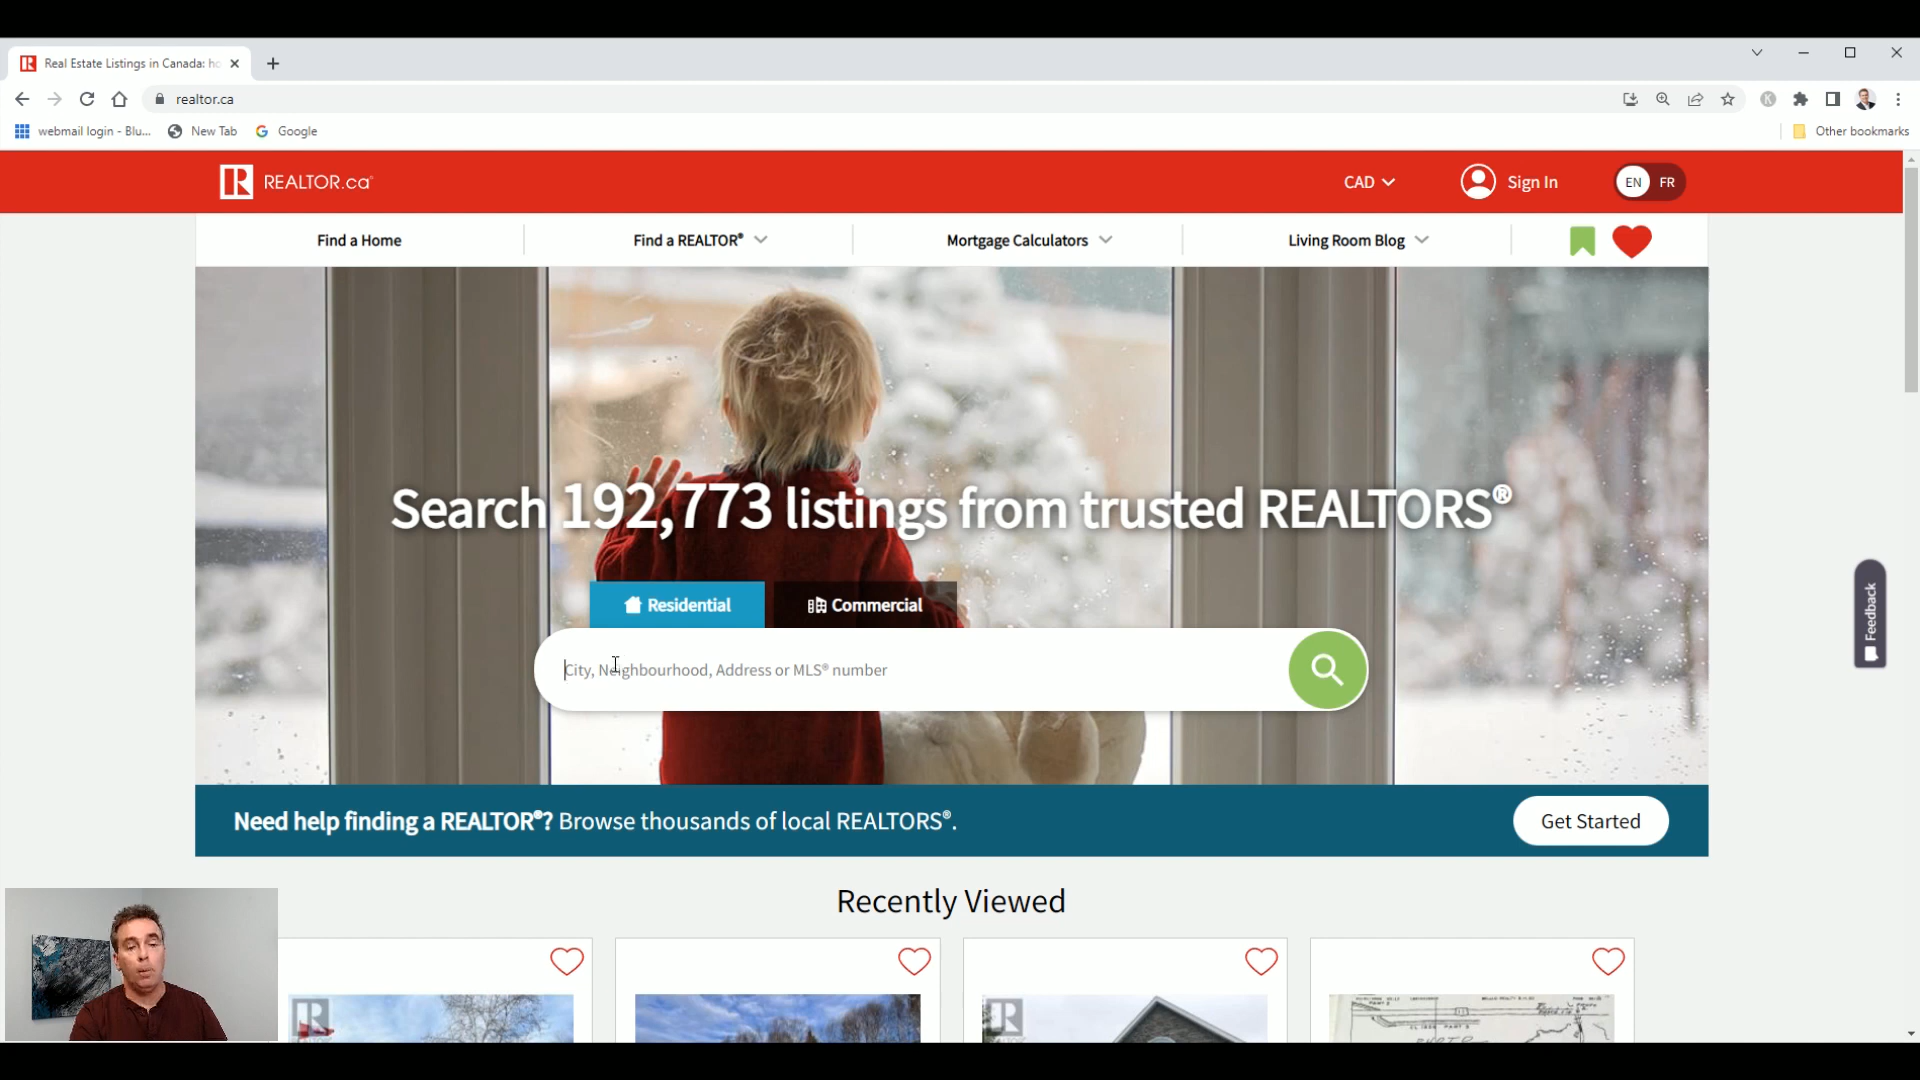 Real Estate Listings in Canada: ho
realtor.ca
webmail login - Blu...
New Tab
Google
Other bookmarks
REALTOR.ca
CAD
Sign In
EN
FR
Find a Home
Find a REALTOR®
Mortgage Calculators
Living Room Blog
Search 192,773 listings from trusted REALTORS®
Residential
Commercial
City, Neighbourhood, Address or MLS® number
Feedback
Need help finding a REALTOR®? Browse thousands of local REALTORS®.
Get Started
Recently Viewed